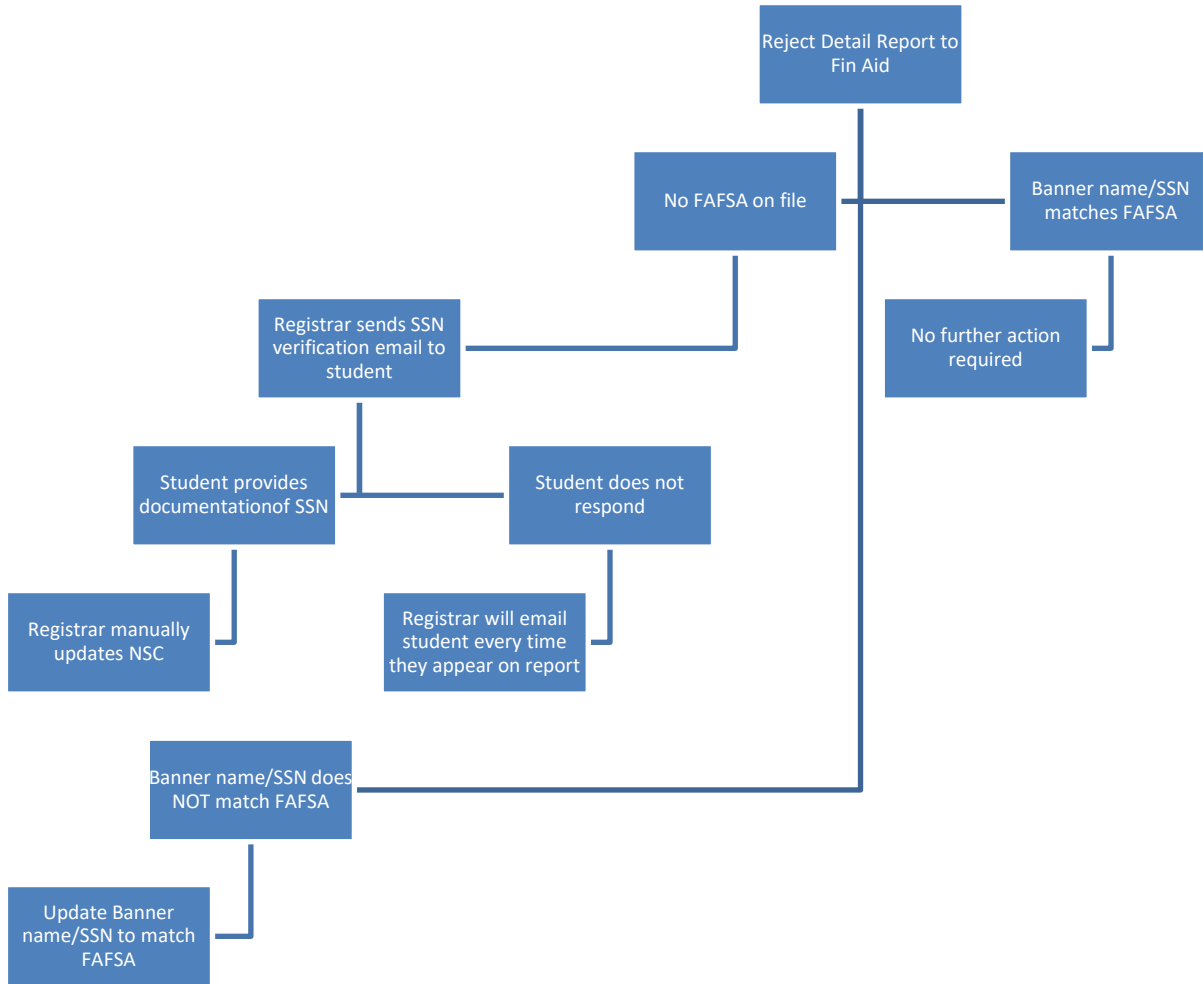 Reject Detail Report to
Fin Aid
No FAFSA on file
Banner name/SSN
matches FAFSA
Registrar sends SSN
verification email to
student
No further action
required
Student provides
documentationof SSN
Student does not
respond
Registrar manually
updates NSC
Registrar will email
student every time
they appear on report
Banner name/SSN does
NOT match FAFSA
Update Banner
name/SSN to match
FAFSA